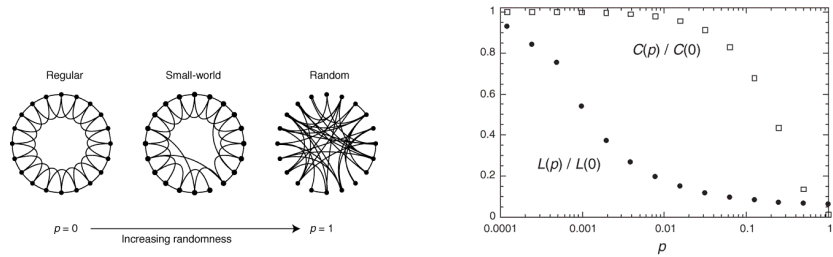 Regular
Small-world
Random
p = 0
Increasing randomness
p = 1
1
0.8
0.6
0.4
0.2
0
C(p) / C(0)
L(p) / L(0)
0.0001
0.001
0.01
0.1
1
p